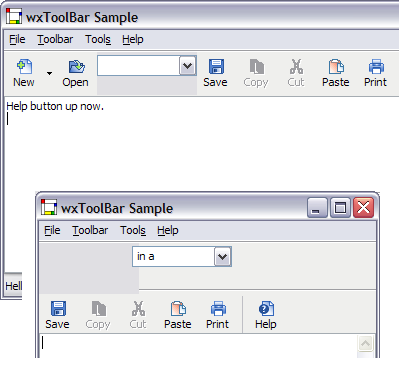 wxToolBar Sample
File Toolbar Tools Help
New Open Save Copy Cut Paste Print
Help button up now.
Hell
wxToolBar Sample
File Toolbar Tools Help
in a
Save Copy Cut Paste Print Help